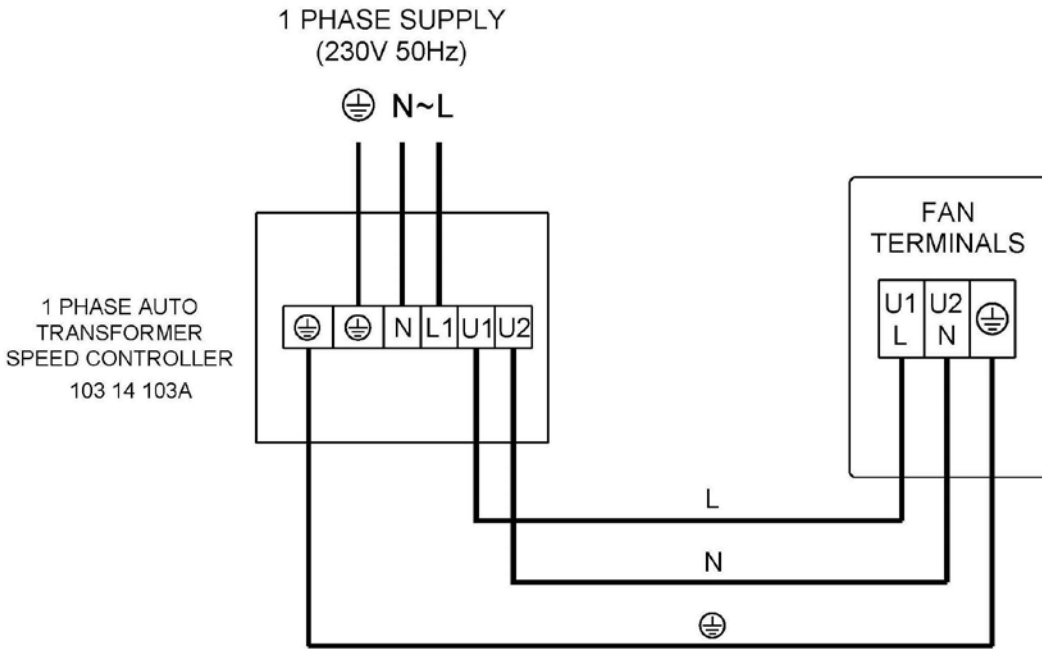 1 PHASE SUPPLY
(230V 50Hz)
⏚ N~L
1 PHASE AUTO
TRANSFORMER
SPEED CONTROLLER
103 14 103A
⏚ ⏚ N L1 U1 U2
FAN
TERMINALS
U1 U2 ⏚
L N
L
N
⏚